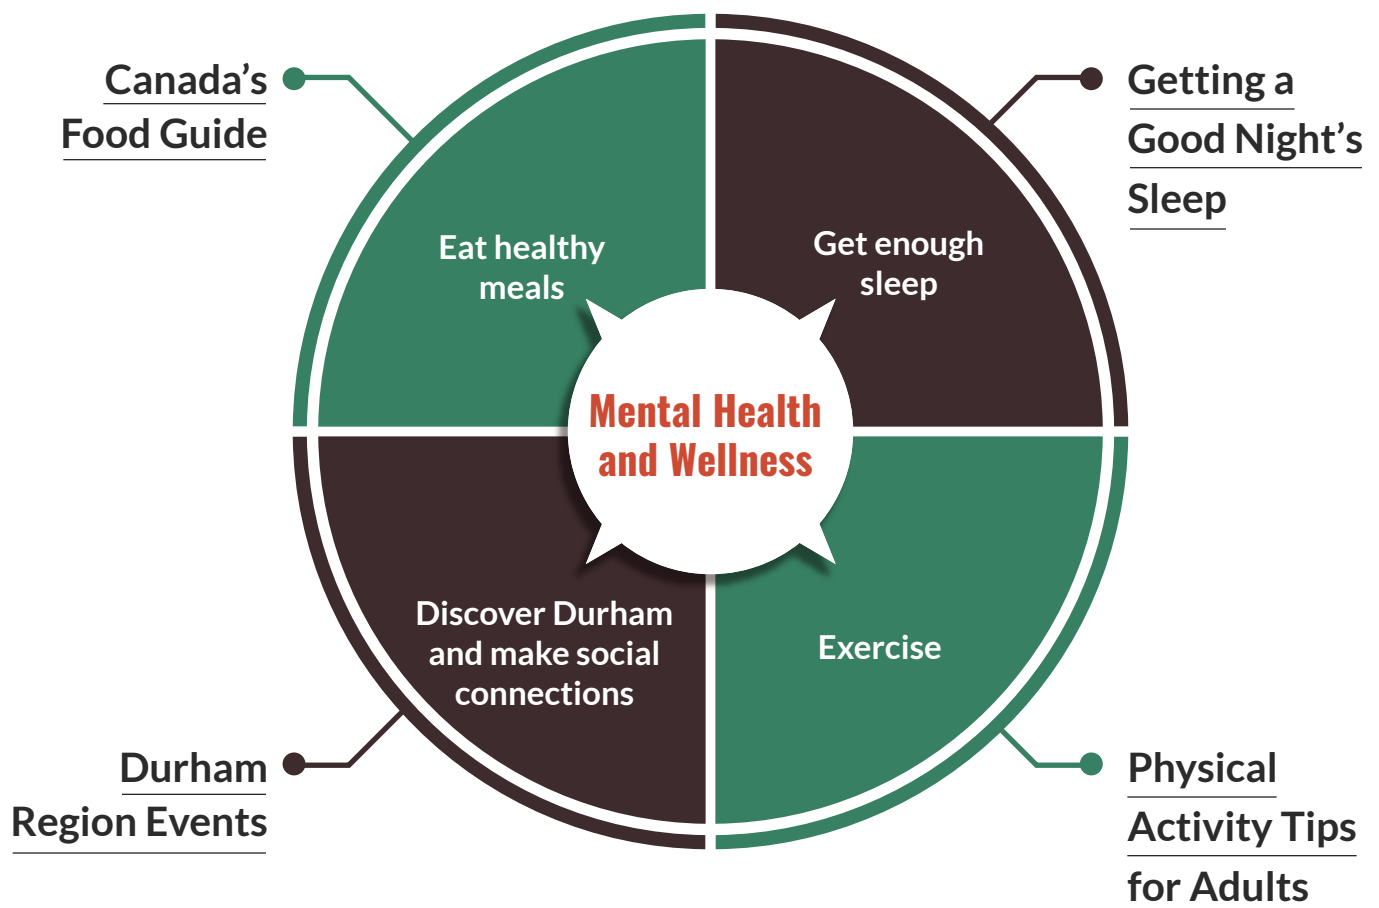 Canada’s
Food Guide
Getting a
Good Night’s
Sleep
Eat healthy
meals
Get enough
sleep
Mental Health
and Wellness
Discover Durham
and make social
connections
Exercise
Durham
Region Events
Physical
Activity Tips
for Adults